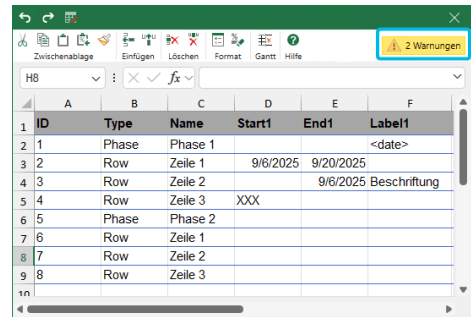 Zwischenablage Einfügen Löschen Format Gantt Hilfe 2 Warnungen
H8 fx
A B C D E F
1 ID Type Name Start1 End1 Label1
2 1 Phase Phase 1 <date>
3 2 Row Zeile 1 9/6/2025 9/20/2025
4 3 Row Zeile 2 9/6/2025 Beschriftung
5 4 Row Zeile 3 XXX
6 5 Phase Phase 2
7 6 Row Zeile 1
8 7 Row Zeile 2
9 8 Row Zeile 3
10